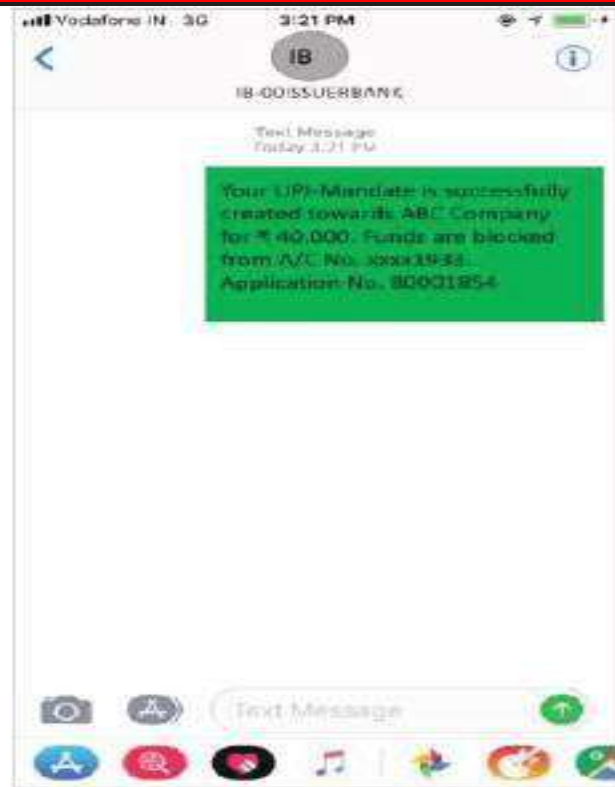 Vodafone IN 3G 3:21 PM
IB
IB-00ISSUERBANK
Text Message
Today 3:21 PM
Your UPI-Mandate is successfully
created towards ABC Company
for ₹ 40,000. Funds are blocked
from A/C No. xxxx1933.
Application No. 80001854
Text Message